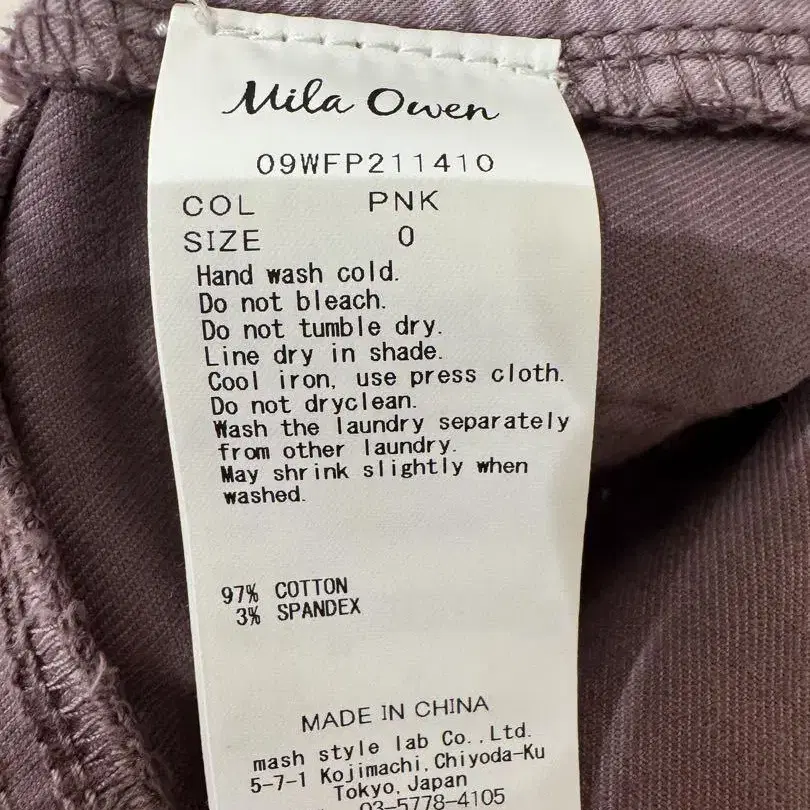 Mila Owen
09WFP211410
COL PNK
SIZE 0
Hand wash cold.
Do not bleach.
Do not tumble dry.
Line dry in shade.
Cool iron, use press cloth.
Do not dryclean.
Wash the laundry separately
from other laundry.
May shrink slightly when
washed.
97% COTTON
3% SPANDEX
MADE IN CHINA
mash style lab Co.,Ltd.
5-7-1 Kojimachi,Chiyoda-Ku
Tokyo,Japan
03-5778-4105